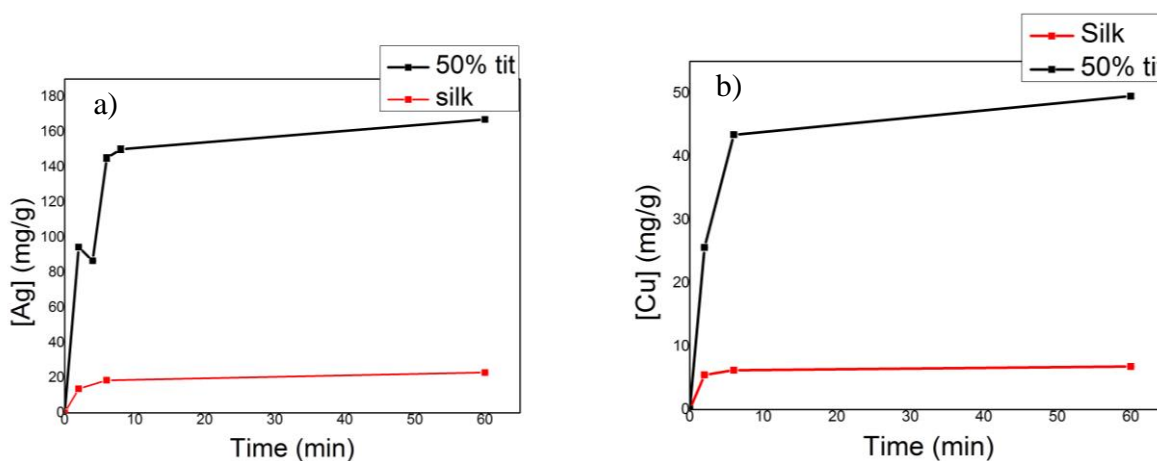 50% tit
silk
a)
180
160
140
120
100
80
60
40
20
0
0 10 20 30 40 50 60
[Ag] (mg/g)
Time (min)
Silk
50% ti
b)
50
40
30
20
10
0
0 10 20 30 40 50 60
[Cu] (mg/g)
Time (min)